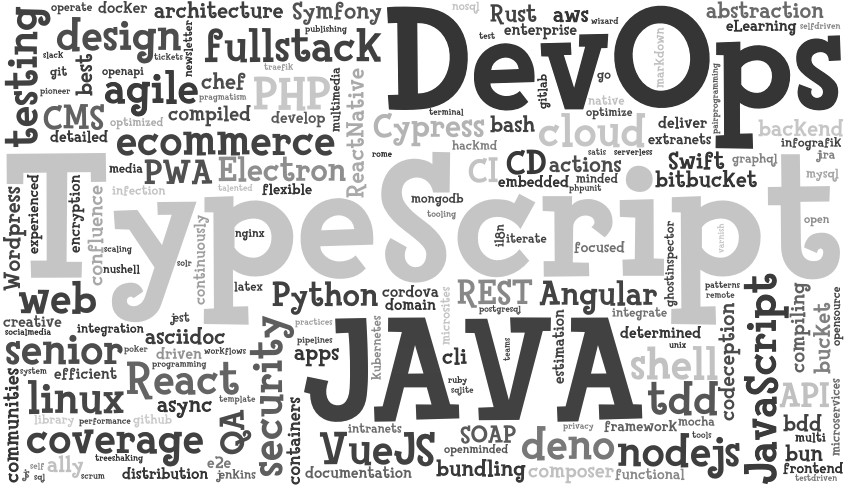 operate docker architecture Symfony
nosql
Rust aws wizard abstraction
DevOps
testing
design
tickets
newsletter
fullstack
publishing
test
enterprise
eLearning selfdriven
slack
git
best
openapi
agile
chef
traefik
multimedia
gitlab
go
markdown
pairprogramming
pioneer
pragmatism
PHP
ReactNative
native
CMS
optimized
compiled
develop
terminal
optimize
deliver
backend
detailed
ecommerce
Cypress
bash
cloud
extranets
infografik
hackmd
rome
satis serverless
jra
media
PWA
Electron
CI
CD
actions
Swift
graphql
mysql
infection
talented
flexible
embedded
minded
phpunit
bitbucket
TypeScript
Wordpress
experienced
encryption
confluence
mongodb
tooling
continuously
nginx
i18n
iterate
focused
ghostinspector
varnish
open
scaling
nushell
solr
latex
web
Python
cordova
domain
microsites
REST
postgresql
Angular
patterns
remote
JavaScript
compiling
bucket
opensource
creative
socialmedia
integration
jest
asciidoc
practices
pipelines
integrate
determined
unix
senior
poker
driven
workflows
security
apps
Kubernetes
JAVA
cli
teams
estimation
shell
codeception
system
efficient
programming
React
ruby
sqlite
tdd
API
microservices
communities
linux
async
template
QA
containers
library
performance
github
intranets
privacy
framework
mocha
bdd
coverage
VueJS
SOAP
openminded
deno
nodejs
tools
multi
bun
treeshaking
self
ally
e2e
documentation
bundling
composer
functional
frontend
sql
scrum
distribution
jenkins
testdriven